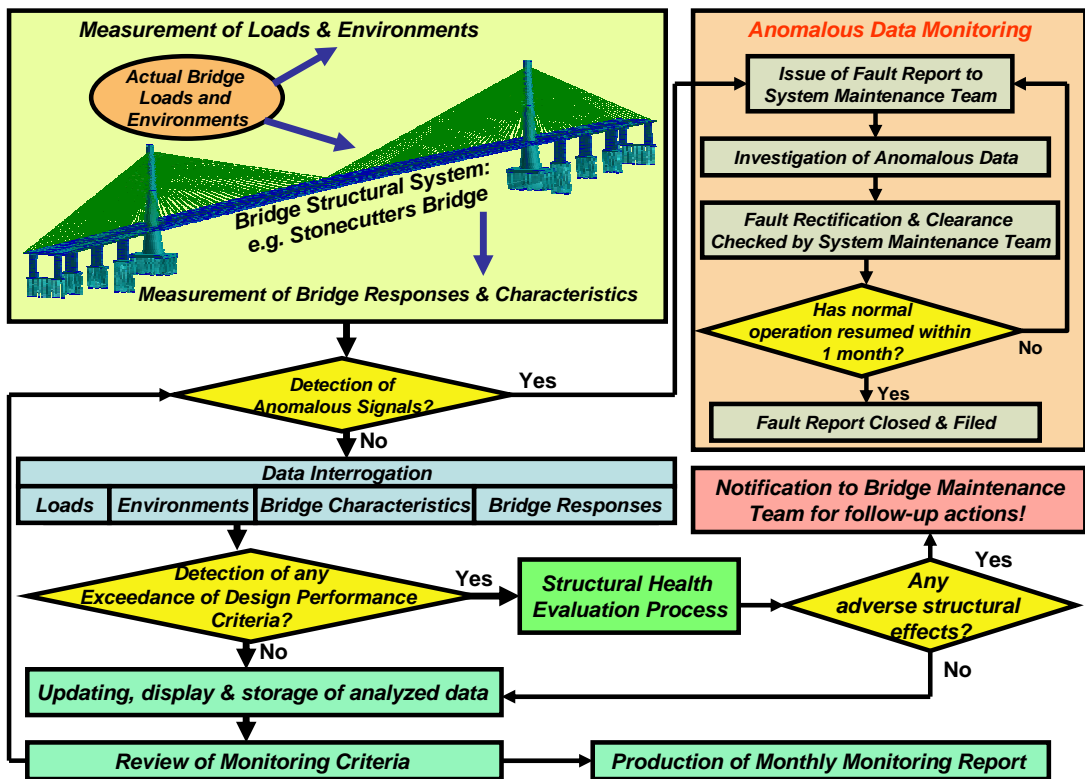 Measurement of Loads & Environments
Actual Bridge
Loads and
Environments
Bridge Structural System:
e.g. Stonecutters Bridge
Measurement of Bridge Responses & Characteristics
Anomalous Data Monitoring
Issue of Fault Report to
System Maintenance Team
Investigation of Anomalous Data
Fault Rectification & Clearance
Checked by System Maintenance Team
Has normal
operation resumed within
1 month?
No
Yes
Fault Report Closed & Filed
Detection of
Anomalous Signals?
Yes
No
Data Interrogation
Loads
Environments
Bridge Characteristics
Bridge Responses
Detection of any
Exceedance of Design Performance
Criteria?
Yes
No
Structural Health
Evaluation Process
Any
adverse structural
effects?
Yes
No
Notification to Bridge Maintenance
Team for follow-up actions!
Updating, display & storage of analyzed data
Review of Monitoring Criteria
Production of Monthly Monitoring Report